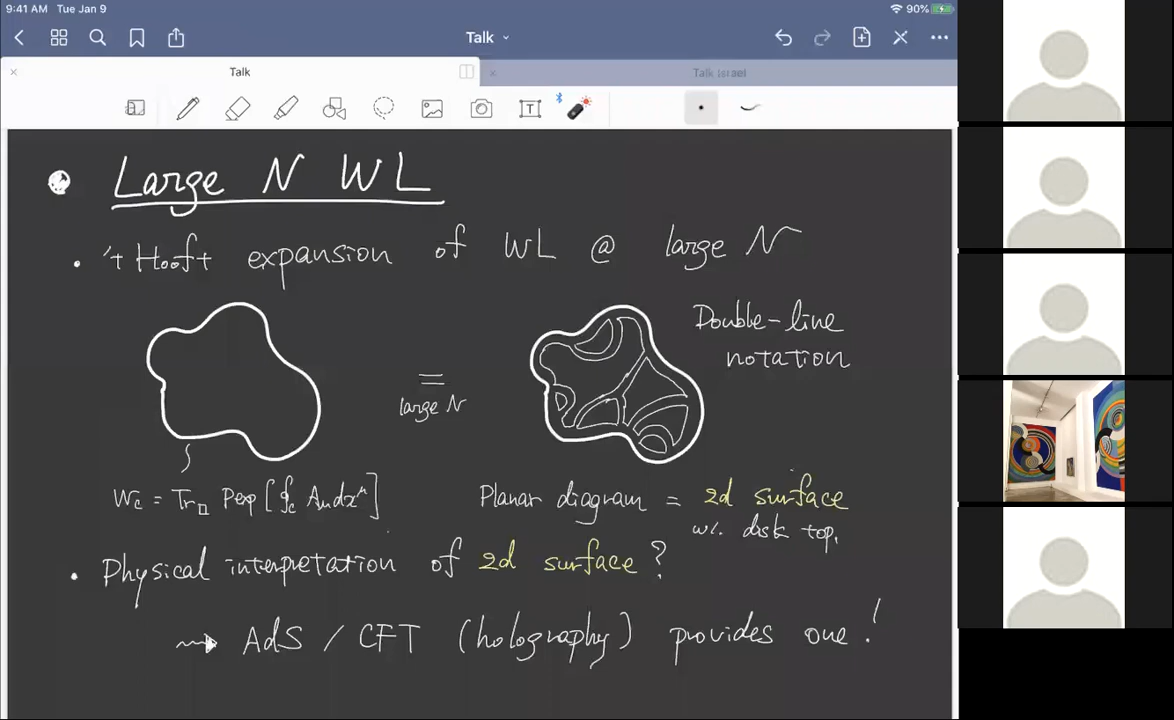 9:41 AM Tue Jan 9
90%
Talk
Talk
Talk Israel
Large N WL
't Hooft expansion of WL @ large N
Double-line
notation
=
large N
W_C = Tr_□ Pexp[∮_C A_μ dx^μ]
Planar diagram = 2d surface
w/. disk top.
Physical interpretation of 2d surface?
⇝ AdS / CFT (holography) provides one!